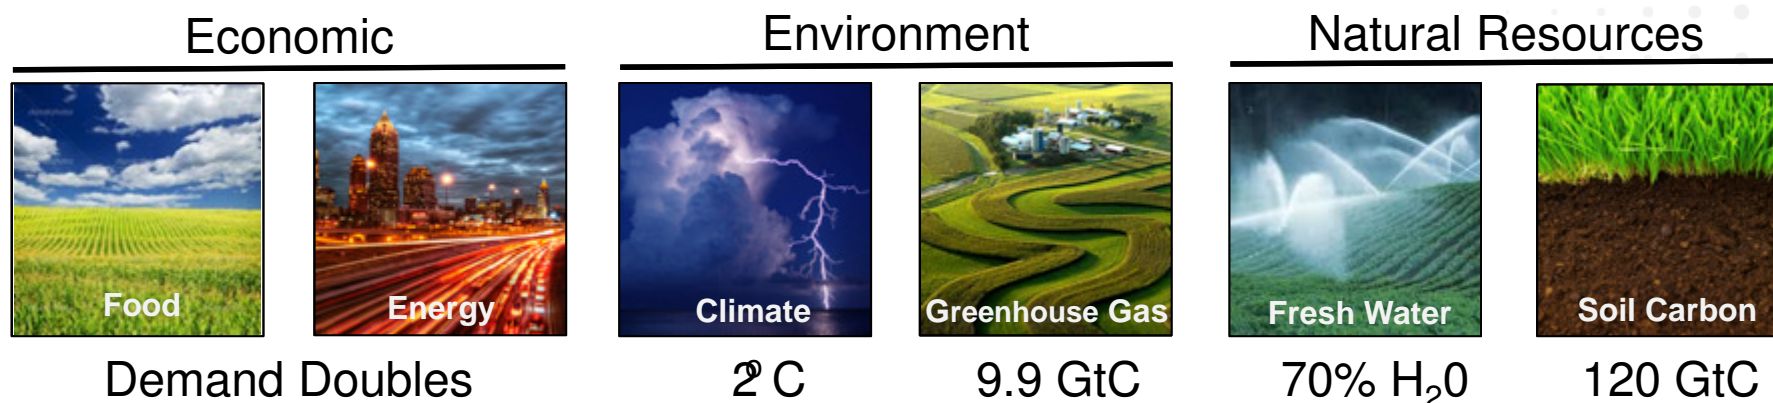 Economic
Environment
Natural Resources
Food
Energy
Climate
Greenhouse Gas
Fresh Water
Soil Carbon
Demand Doubles
2º C
9.9 GtC
70% H₂0
120 GtC